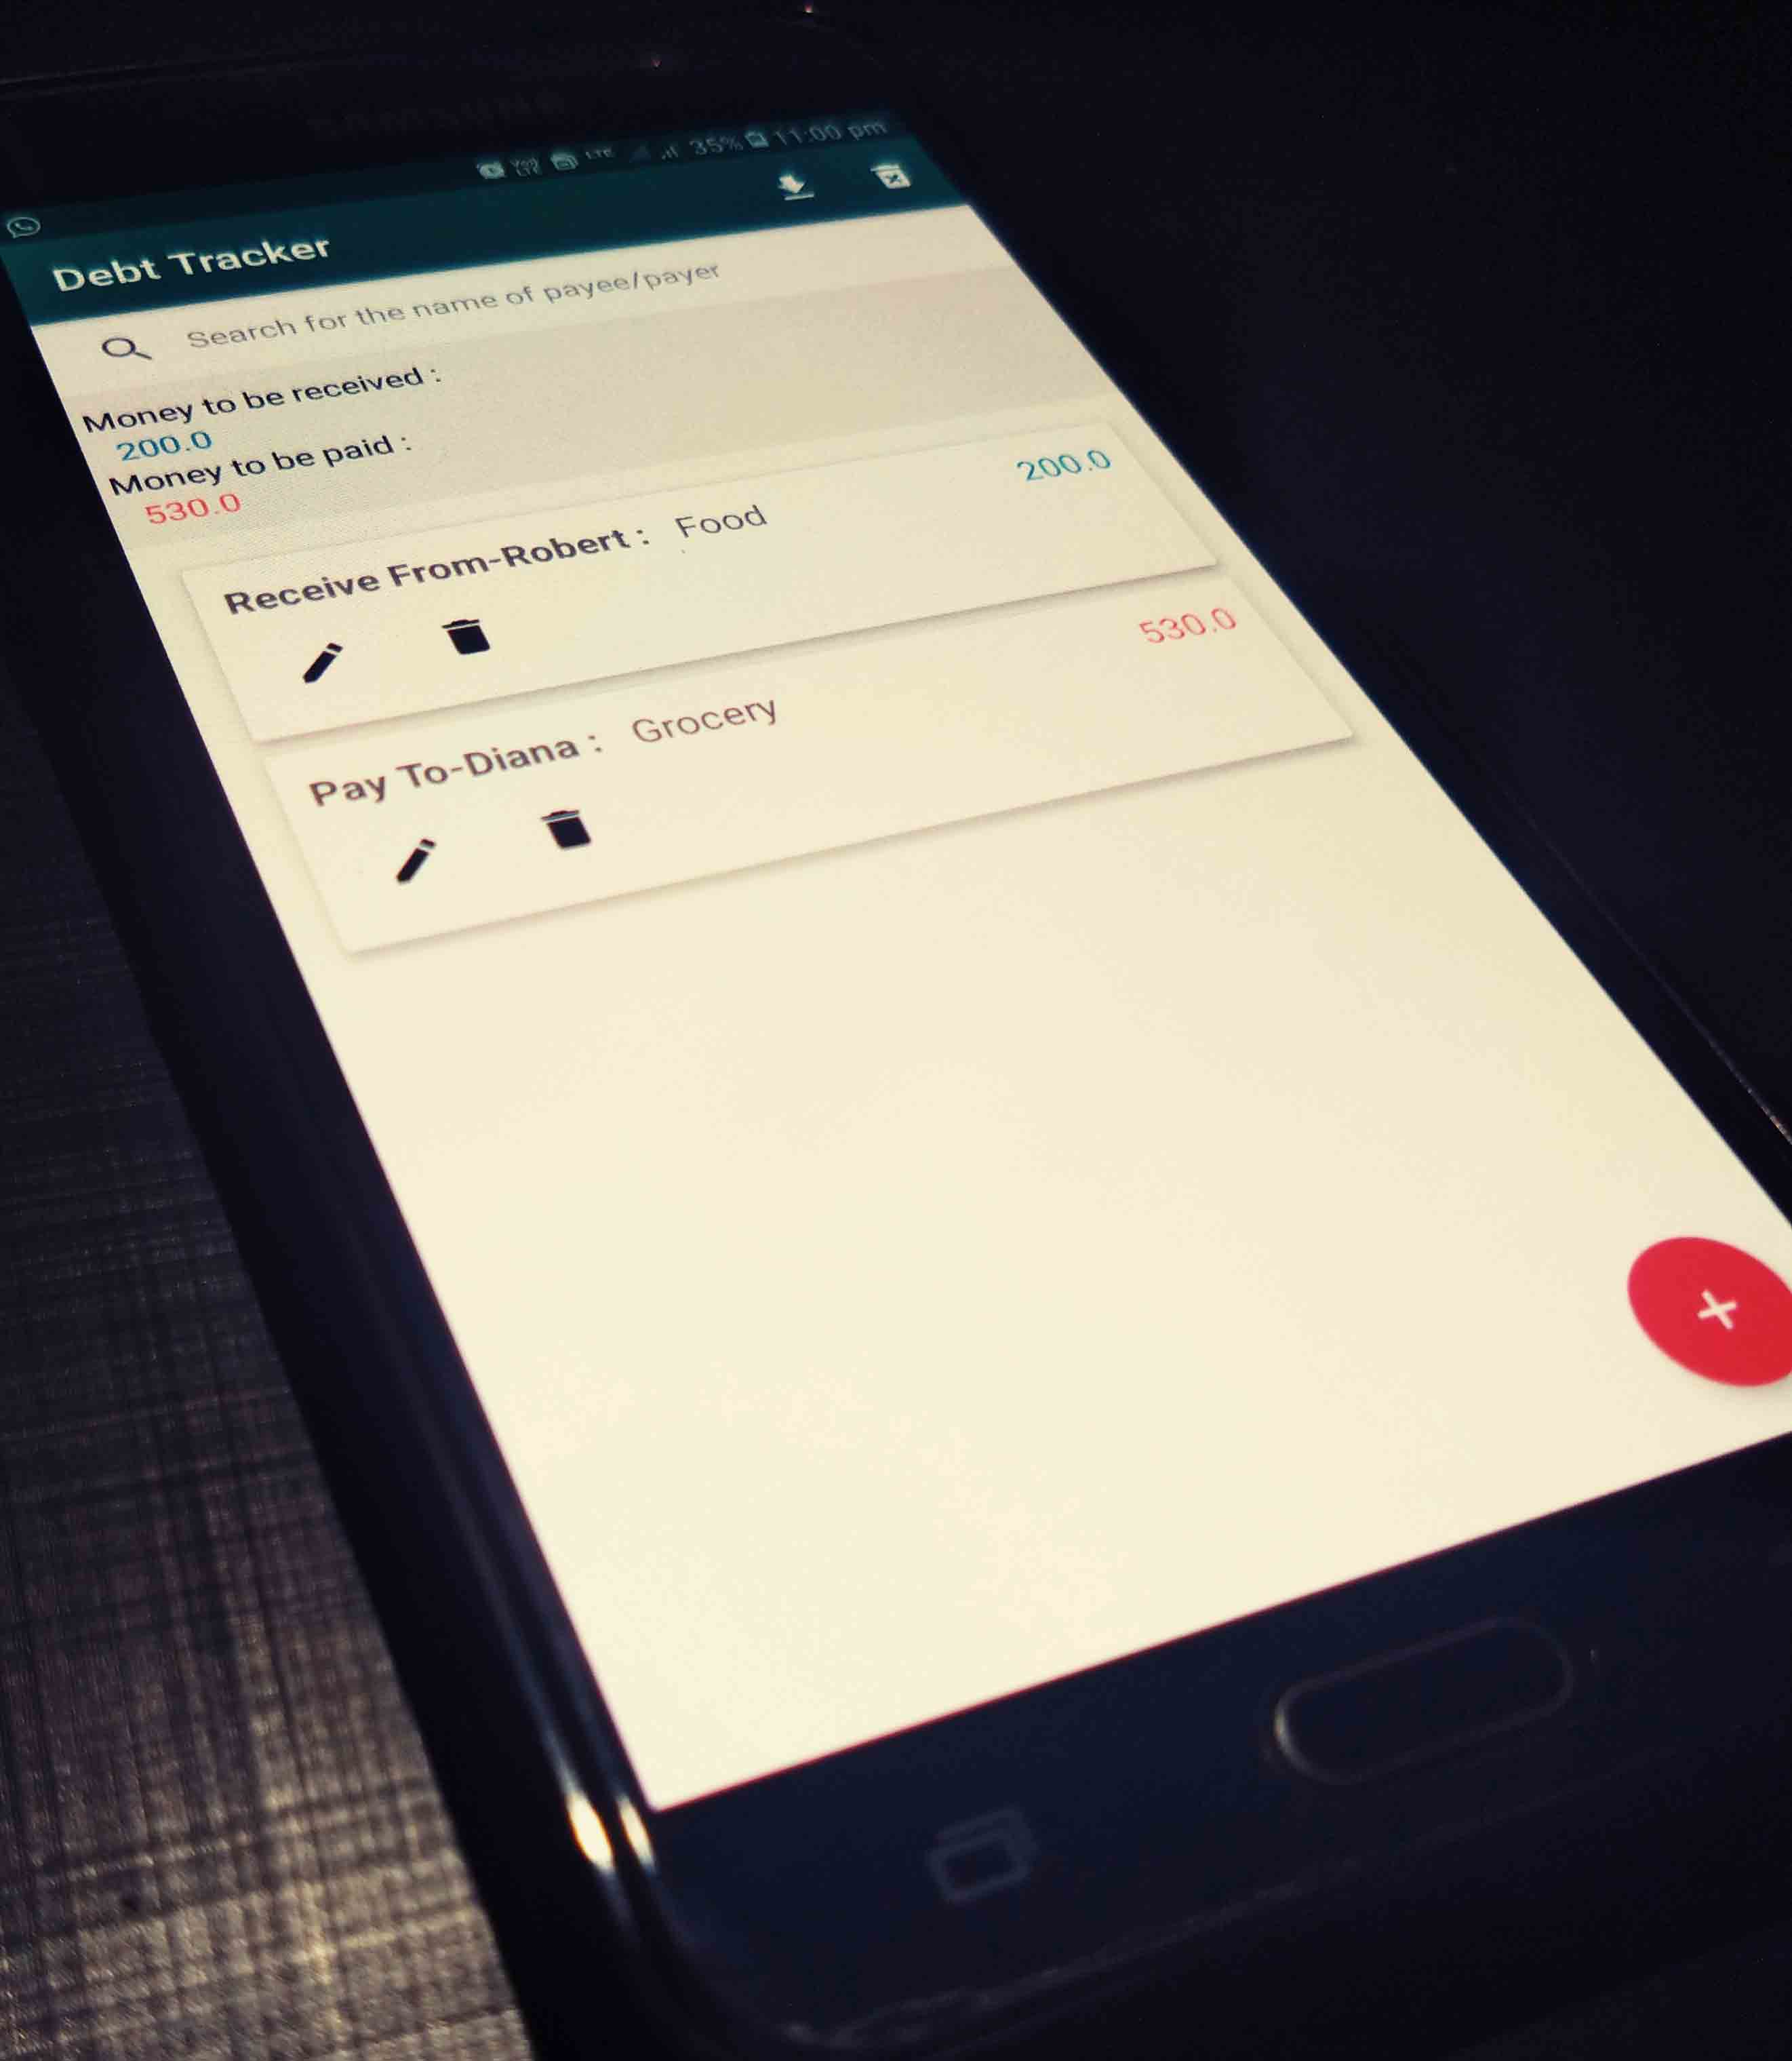 VoLTE LTE 35% 11:00 pm
Debt Tracker
Search for the name of payee/payer
Money to be received :
200.0
Money to be paid :
530.0
Receive From-Robert : Food 200.0
Pay To-Diana : Grocery 530.0
+